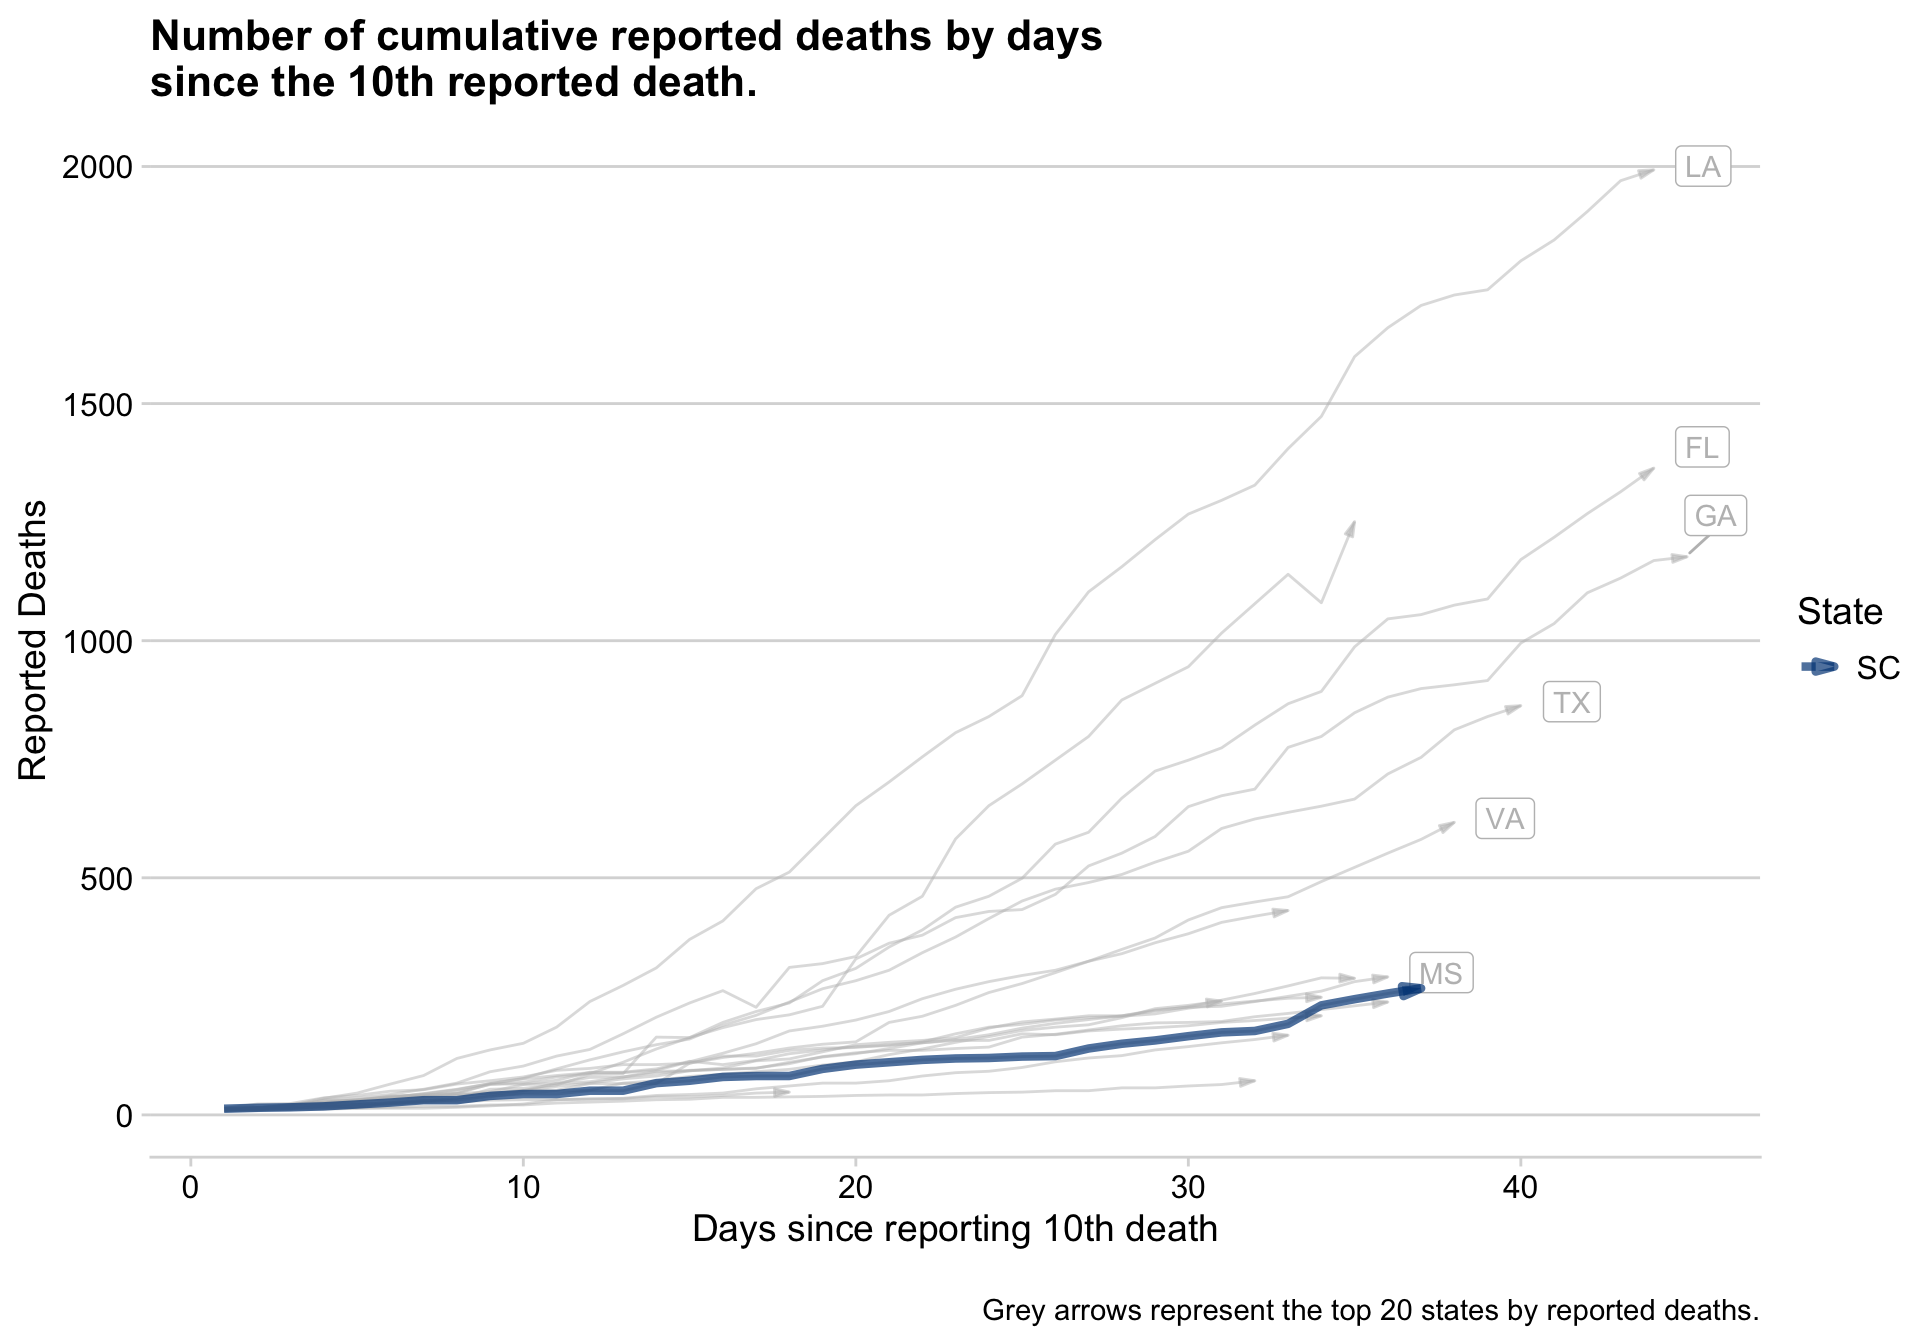 Number of cumulative reported deaths by days
since the 10th reported death.
2000
1500
1000
500
0
Reported Deaths
LA
FL
GA
TX
VA
MS
State
SC
0
10
20
30
40
Days since reporting 10th death
Grey arrows represent the top 20 states by reported deaths.